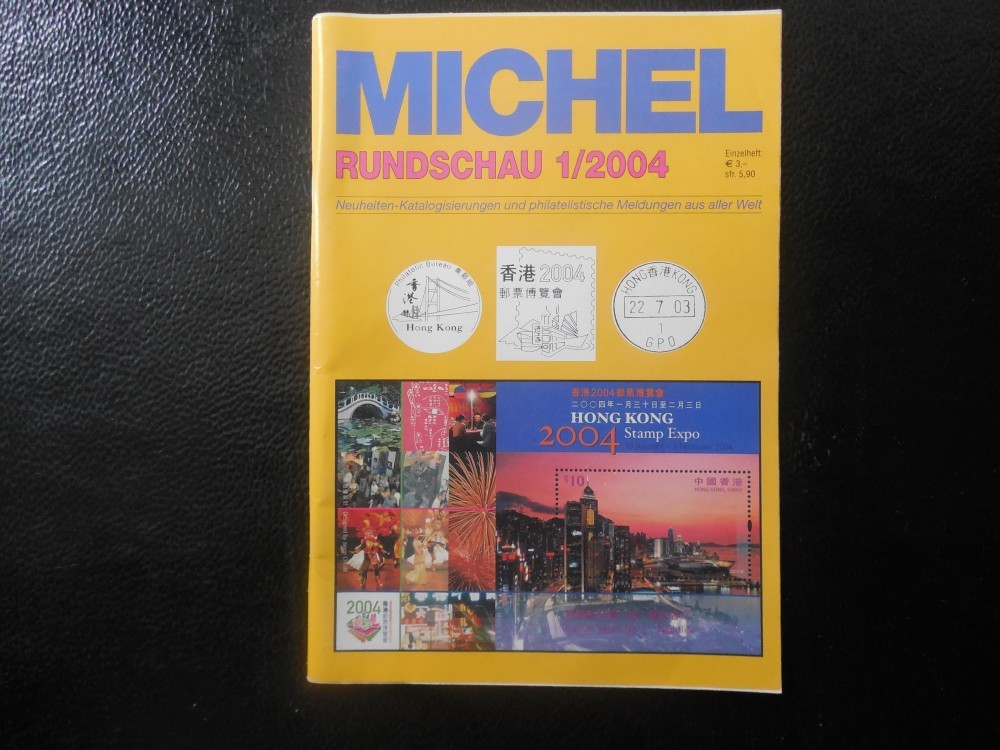 MICHEL
RUNDSCHAU 1/2004
Einzelheft
€ 3,–
sfr. 5,90
Neuheiten-Katalogisierungen und philatelistische Meldungen aus aller Welt
Philatelic Bureau
香港
Hong Kong
香港2004
郵票博覽會
HONG 香港 KONG
22 7 03
1
GPO
香港2004郵票博覽會
二〇〇四年一月三十日至二月三日
HONG KONG
2004 Stamp Expo
$10
中國香港
HONG KONG, CHINA
2004